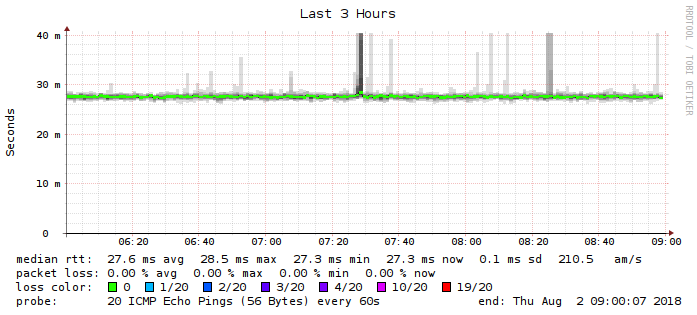 Last 3 Hours
RRDTOOL / TOBI OETIKER
Seconds
40 m
30 m
20 m
10 m
0
06:20 06:40 07:00 07:20 07:40 08:00 08:20 08:40 09:00
median rtt: 27.6 ms avg 28.5 ms max 27.3 ms min 27.3 ms now 0.1 ms sd 210.5 am/s
packet loss: 0.00 % avg 0.00 % max 0.00 % min 0.00 % now
loss color: 0 1/20 2/20 3/20 4/20 10/20 19/20
probe: 20 ICMP Echo Pings (56 Bytes) every 60s end: Thu Aug 2 09:00:07 2018